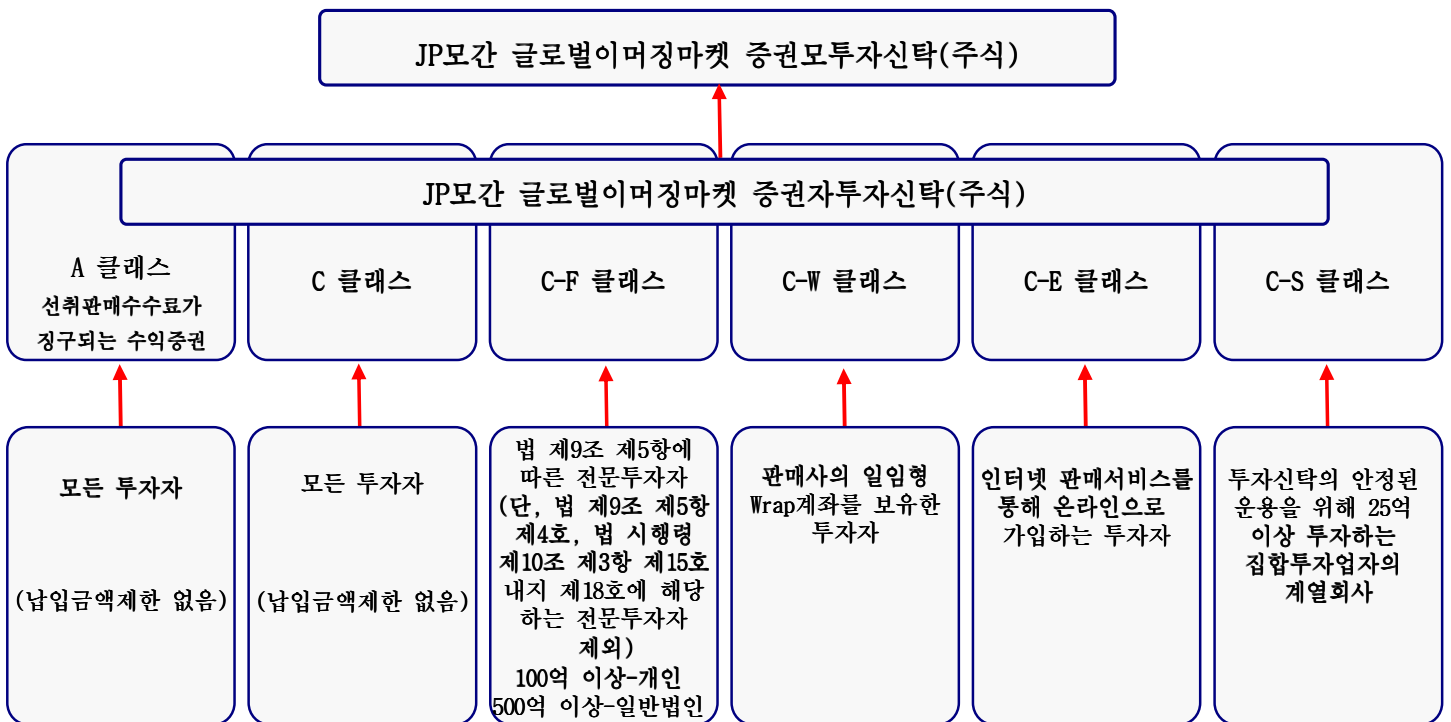 JP모간 글로벌이머징마켓 증권모투자신탁(주식)
JP모간 글로벌이머징마켓 증권자투자신탁(주식)
A 클래스
선취판매수수료가
징구되는 수익증권
C 클래스
C-F 클래스
C-W 클래스
C-E 클래스
C-S 클래스
모든 투자자
(납입금액제한 없음)
모든 투자자
(납입금액제한 없음)
법 제9조 제5항에
따른 전문투자자
(단, 법 제9조 제5항
제4호, 법 시행령
제10조 제3항 제15호
내지 제18호에 해당
하는 전문투자자
제외)
100억 이상-개인
500억 이상-일반법인
판매사의 일임형
Wrap계좌를 보유한
투자자
인터넷 판매서비스를
통해 온라인으로
가입하는 투자자
투자신탁의 안정된
운용을 위해 25억
이상 투자하는
집합투자업자의
계열회사